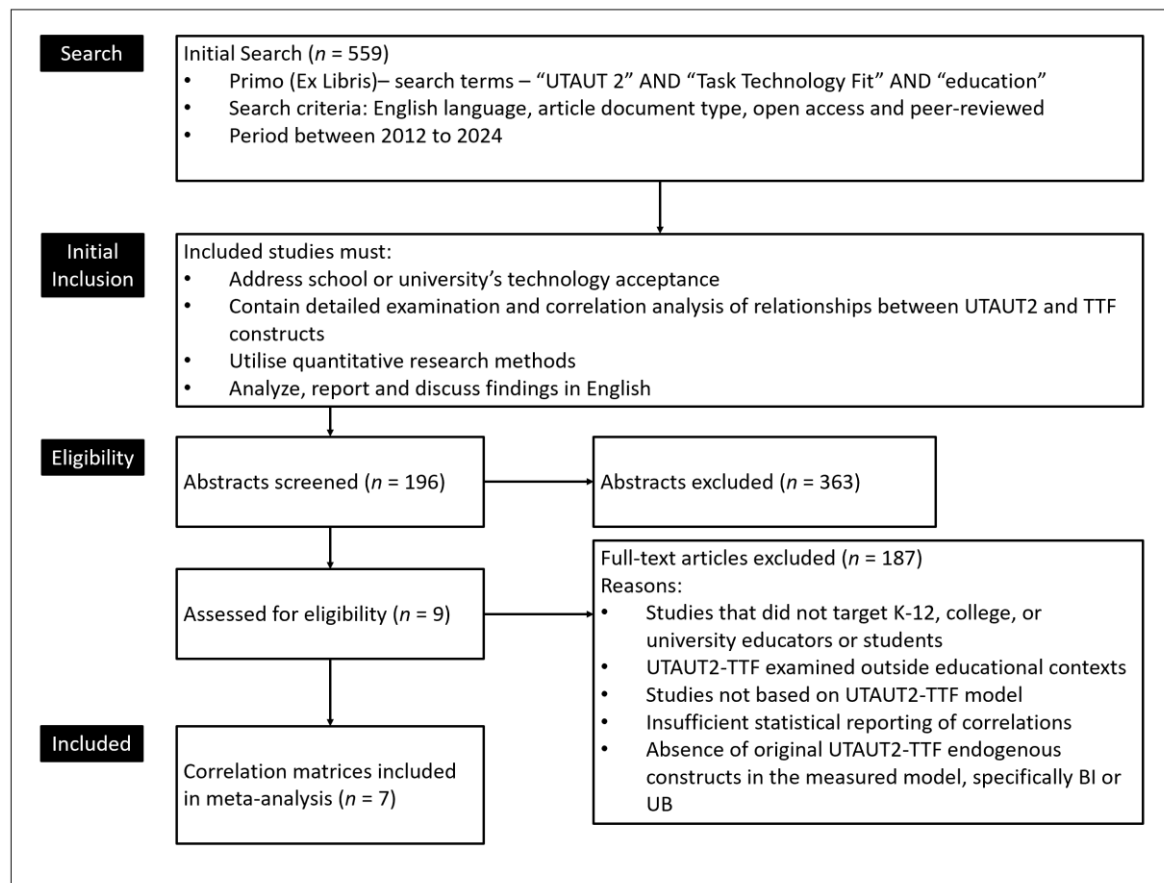 Search
Initial Search (n = 559)
• Primo (Ex Libris)– search terms – “UTAUT 2” AND “Task Technology Fit” AND “education”
• Search criteria: English language, article document type, open access and peer-reviewed
• Period between 2012 to 2024
Initial
Inclusion
Included studies must:
• Address school or university’s technology acceptance
• Contain detailed examination and correlation analysis of relationships between UTAUT2 and TTF
constructs
• Utilise quantitative research methods
• Analyze, report and discuss findings in English
Eligibility
Abstracts screened (n = 196)
Abstracts excluded (n = 363)
Assessed for eligibility (n = 9)
Full-text articles excluded (n = 187)
Reasons:
• Studies that did not target K-12, college, or
university educators or students
• UTAUT2-TTF examined outside educational contexts
• Studies not based on UTAUT2-TTF model
• Insufficient statistical reporting of correlations
• Absence of original UTAUT2-TTF endogenous
constructs in the measured model, specifically BI or
UB
Included
Correlation matrices included
in meta-analysis (n = 7)